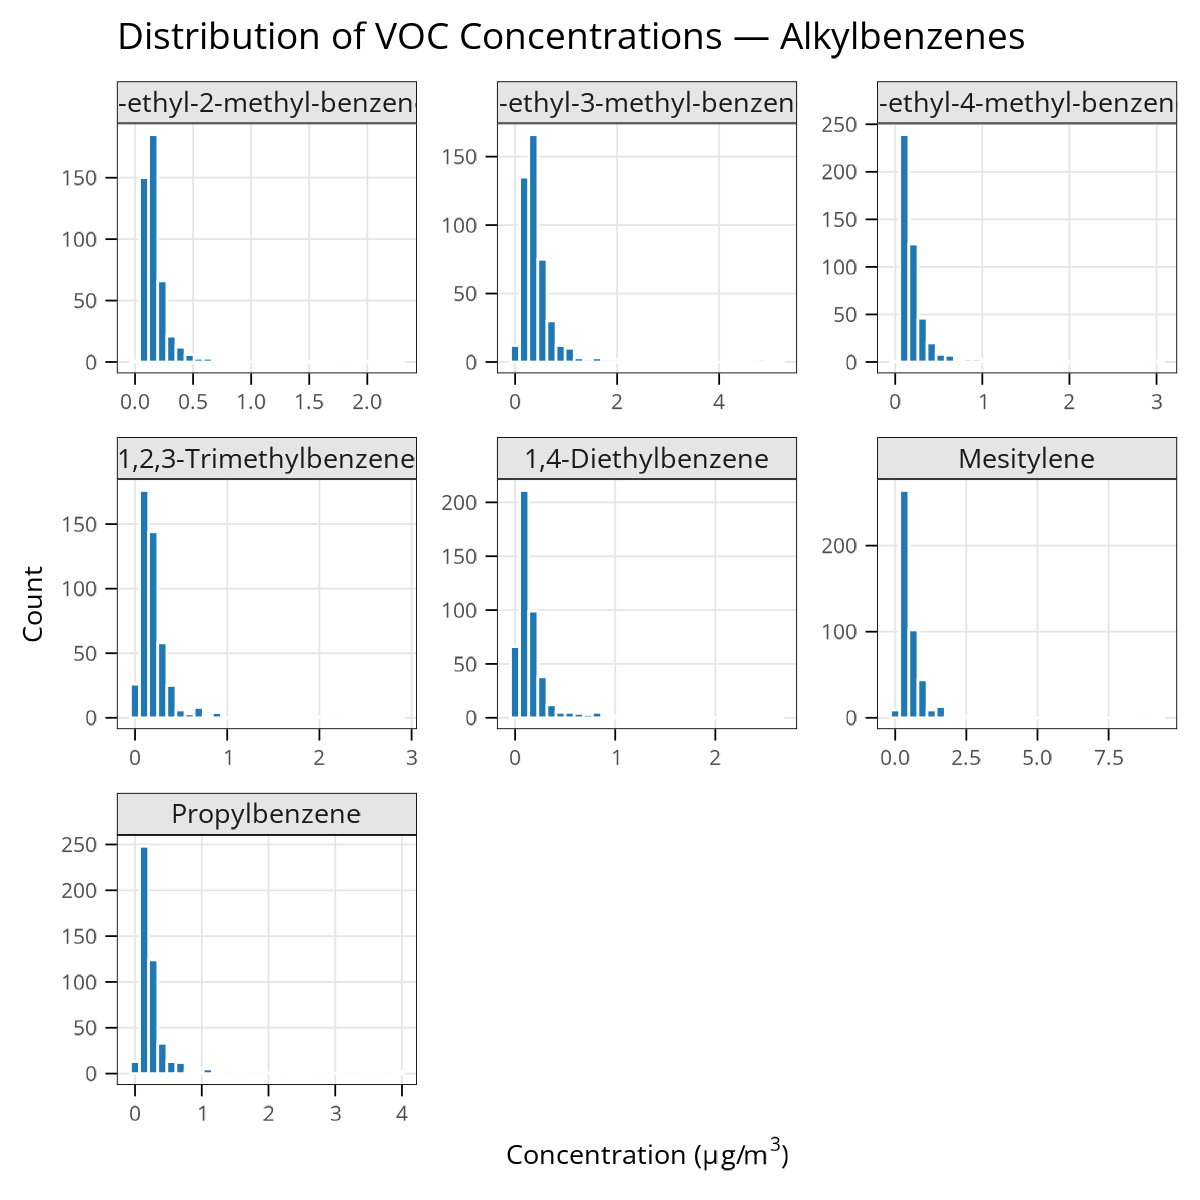 Distribution of VOC Concentrations — Alkylbenzenes
-ethyl-2-methyl-benzen
-ethyl-3-methyl-benzen
-ethyl-4-methyl-benzen
150
100
50
0
0.0 0.5 1.0 1.5 2.0
150
100
50
0
0 2 4
250
200
150
100
50
0
0 1 2 3
1,2,3-Trimethylbenzene
1,4-Diethylbenzene
Mesitylene
150
100
50
0
0 1 2 3
200
150
100
50
0
0 1 2
200
100
0
0.0 2.5 5.0 7.5
Count
Propylbenzene
250
200
150
100
50
0
0 1 2 3 4
Concentration (µg/m³)